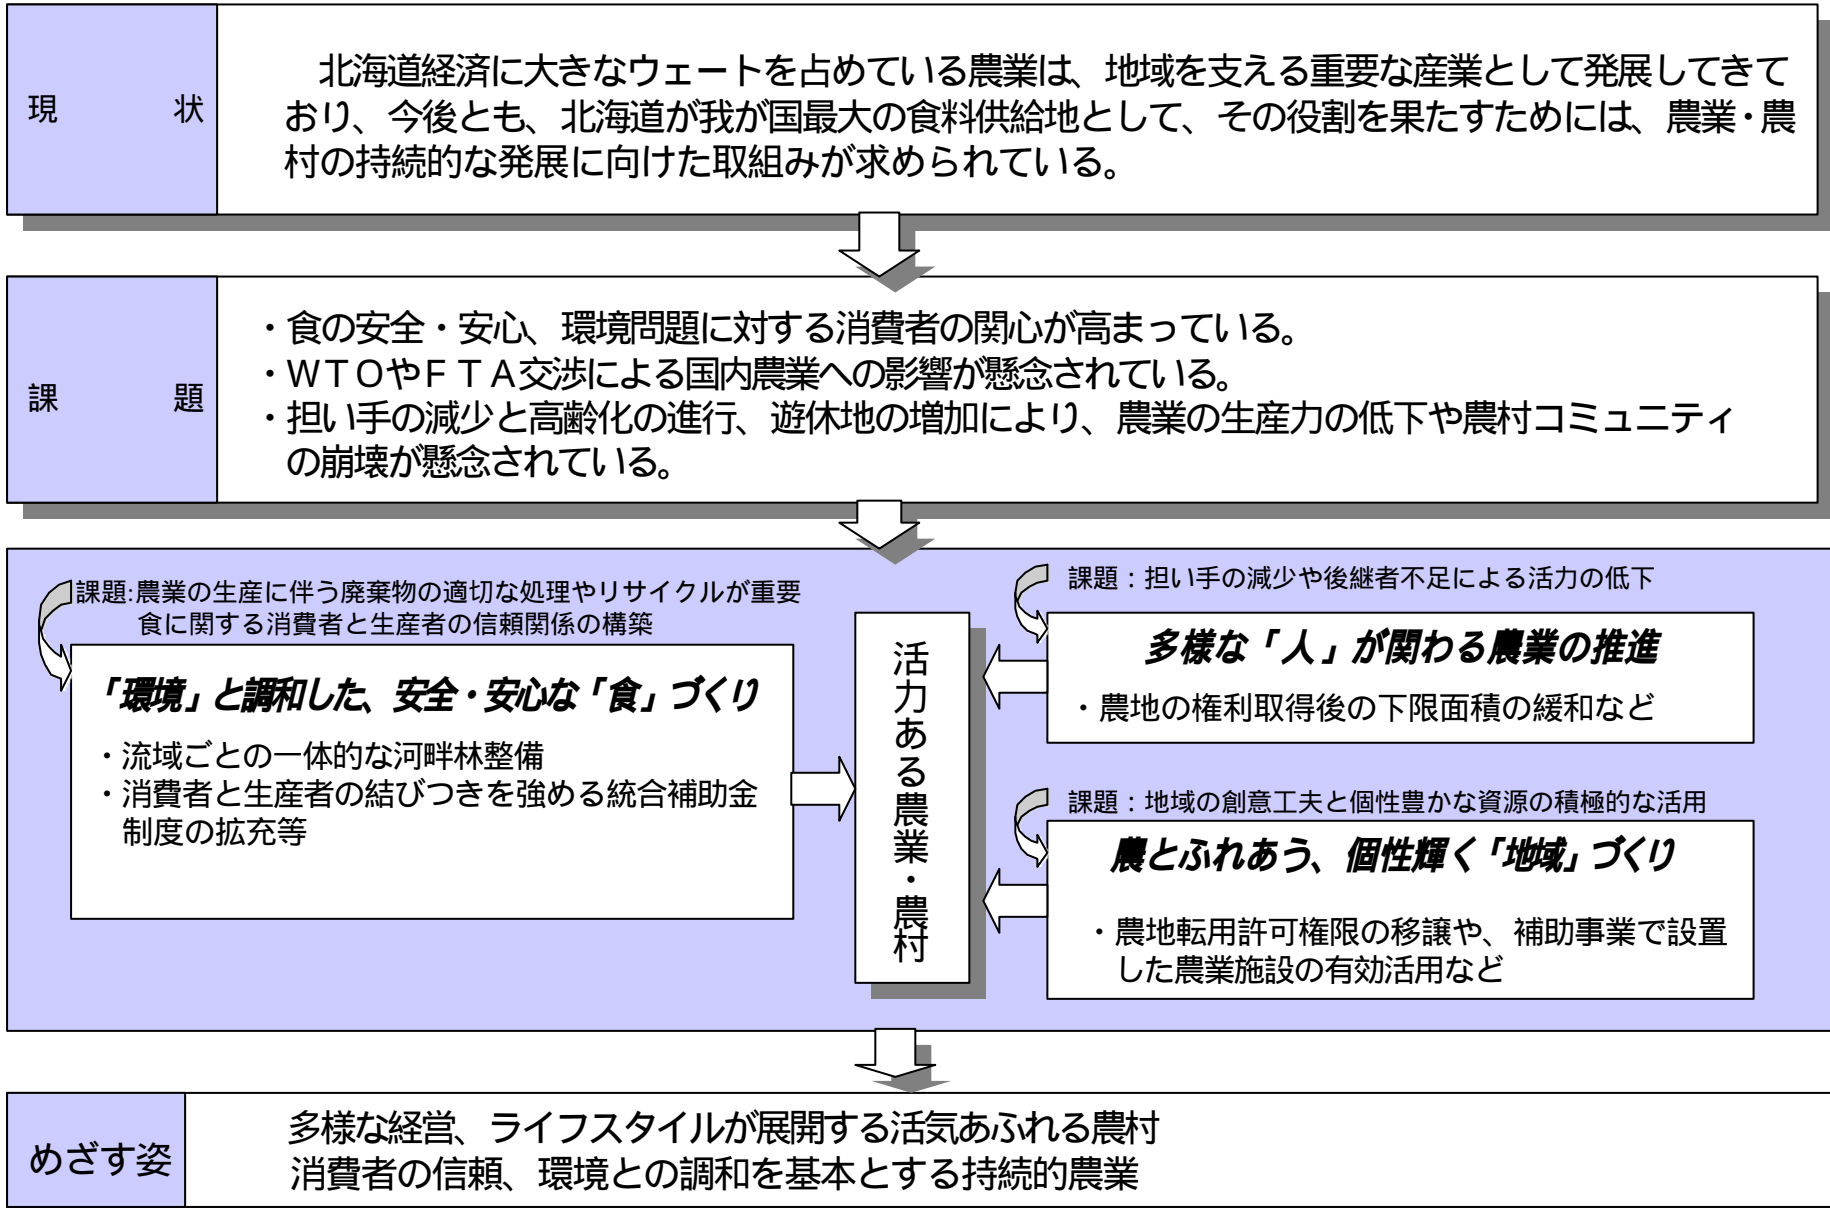 現　　　状
北海道経済に大きなウェートを占めている農業は、地域を支える重要な産業として発展してきて
おり、今後とも、北海道が我が国最大の食料供給地として、その役割を果たすためには、農業・農
村の持続的な発展に向けた取組みが求められている。
課　　　題
・食の安全・安心、環境問題に対する消費者の関心が高まっている。
・ＷＴＯやＦＴＡ交渉による国内農業への影響が懸念されている。
・担い手の減少と高齢化の進行、遊休地の増加により、農業の生産力の低下や農村コミュニティ
の崩壊が懸念されている。
課題:農業の生産に伴う廃棄物の適切な処理やリサイクルが重要
食に関する消費者と生産者の信頼関係の構築
「環境」と調和した、安全・安心な「食」づくり
・流域ごとの一体的な河畔林整備
・消費者と生産者の結びつきを強める統合補助金
制度の拡充等
活力ある農業・農村
課題：担い手の減少や後継者不足による活力の低下
多様な「人」が関わる農業の推進
・農地の権利取得後の下限面積の緩和など
課題：地域の創意工夫と個性豊かな資源の積極的な活用
農とふれあう、個性輝く「地域」づくり
・農地転用許可権限の移譲や、補助事業で設置
した農業施設の有効活用など
めざす姿
多様な経営、ライフスタイルが展開する活気あふれる農村
消費者の信頼、環境との調和を基本とする持続的農業